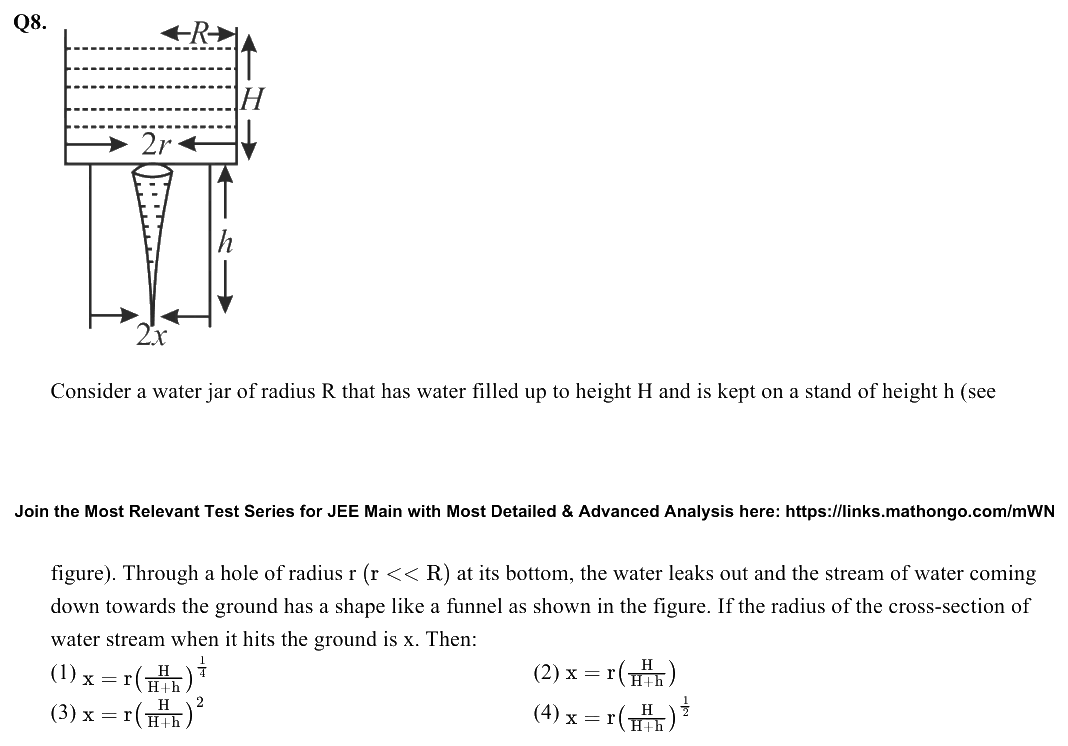 Q8.
R
H
2r
h
2x
Consider a water jar of radius R that has water filled up to height H and is kept on a stand of height h (see
Join the Most Relevant Test Series for JEE Main with Most Detailed & Advanced Analysis here: https://links.mathongo.com/mWN
figure). Through a hole of radius r (r << R) at its bottom, the water leaks out and the stream of water coming
down towards the ground has a shape like a funnel as shown in the figure. If the radius of the cross-section of
water stream when it hits the ground is x. Then:
(1) x = r(H/H+h)^1/4 (2) x = r(H/H+h)
(3) x = r(H/H+h)^2 (4) x = r(H/H+h)^1/2